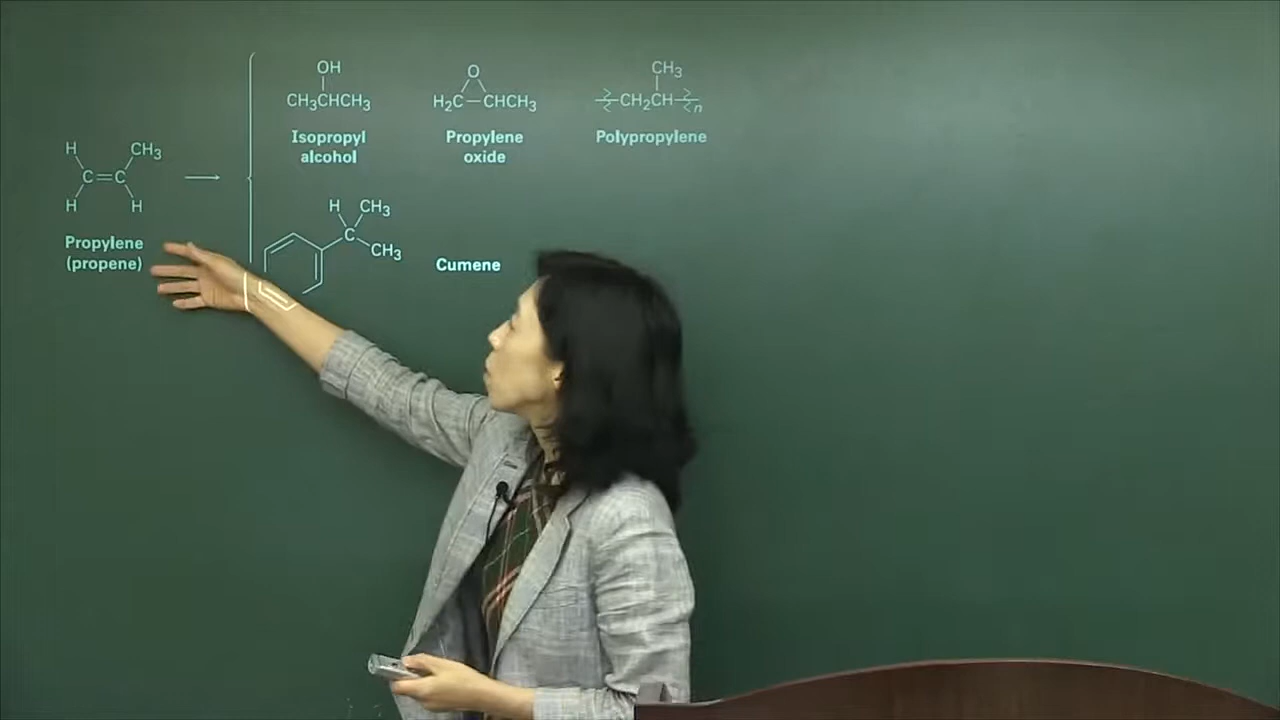 H CH₃
C=C
H H
Propylene
(propene)
OH
CH₃CHCH₃
Isopropyl
alcohol
O
H₂C—CHCH₃
Propylene
oxide
CH₃
CH₂CH
n
Polypropylene
H CH₃
C
CH₃
Cumene